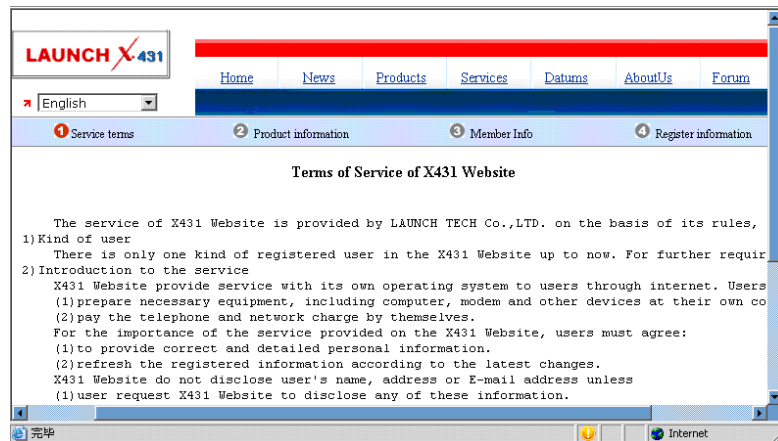 LAUNCH X-431
Home News Products Services Datums AboutUs Forum
English
1 Service terms 2 Product information 3 Member Info 4 Register information
Terms of Service of X431 Website
The service of X431 Website is provided by LAUNCH TECH Co.,LTD. on the basis of its rules,
1)Kind of user
There is only one kind of registered user in the X431 Website up to now. For further requir
2)Introduction to the service
X431 Website provide service with its own operating system to users through internet. Users
(1)prepare necessary equipment, including computer, modem and other devices at their own co
(2)pay the telephone and network charge by themselves.
For the importance of the service provided on the X431 Website, users must agree:
(1)to provide correct and detailed personal information.
(2)refresh the registered information according to the latest changes.
X431 Website do not disclose user's name, address or E-mail address unless
(1)user request X431 Website to disclose any of these information.
完毕 Internet